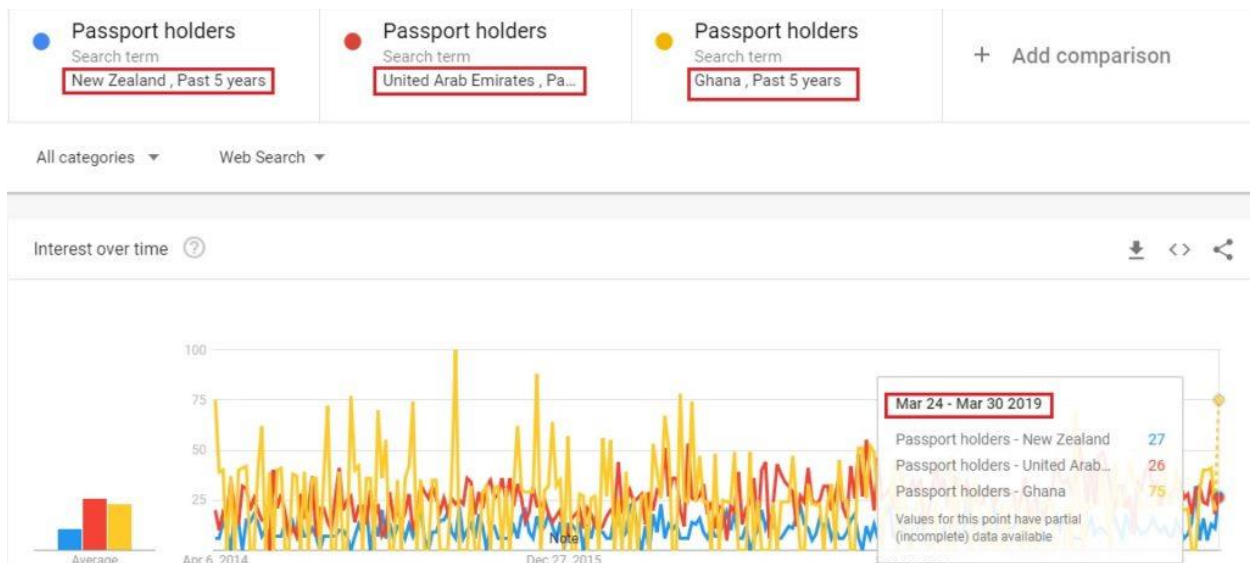 Passport holders
Search term
New Zealand , Past 5 years
Passport holders
Search term
United Arab Emirates , Pa...
Passport holders
Search term
Ghana , Past 5 years
+ Add comparison
All categories
Web Search
Interest over time
100
75
50
25
Average
Apr 6, 2014
Note
Dec 27, 2015
Mar 24 - Mar 30 2019
Passport holders - New Zealand 27
Passport holders - United Arab... 26
Passport holders - Ghana 75
Values for this point have partial
(incomplete) data available